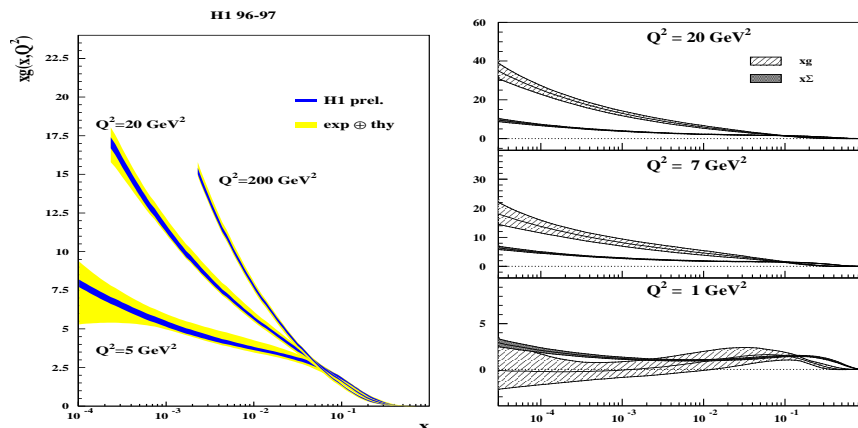 H1 96-97
xg(x,Q²)
22.5
20
17.5
15
12.5
10
7.5
5
2.5
0
Q²=20 GeV²
Q²=200 GeV²
Q²=5 GeV²
H1 prel.
exp ⊕ thy
10⁻⁴
10⁻³
10⁻²
10⁻¹
x
60
40
20
0
Q² = 20 GeV²
xg
xΣ
30
20
10
0
Q² = 7 GeV²
5
0
Q² = 1 GeV²
10⁻⁴
10⁻³
10⁻²
10⁻¹